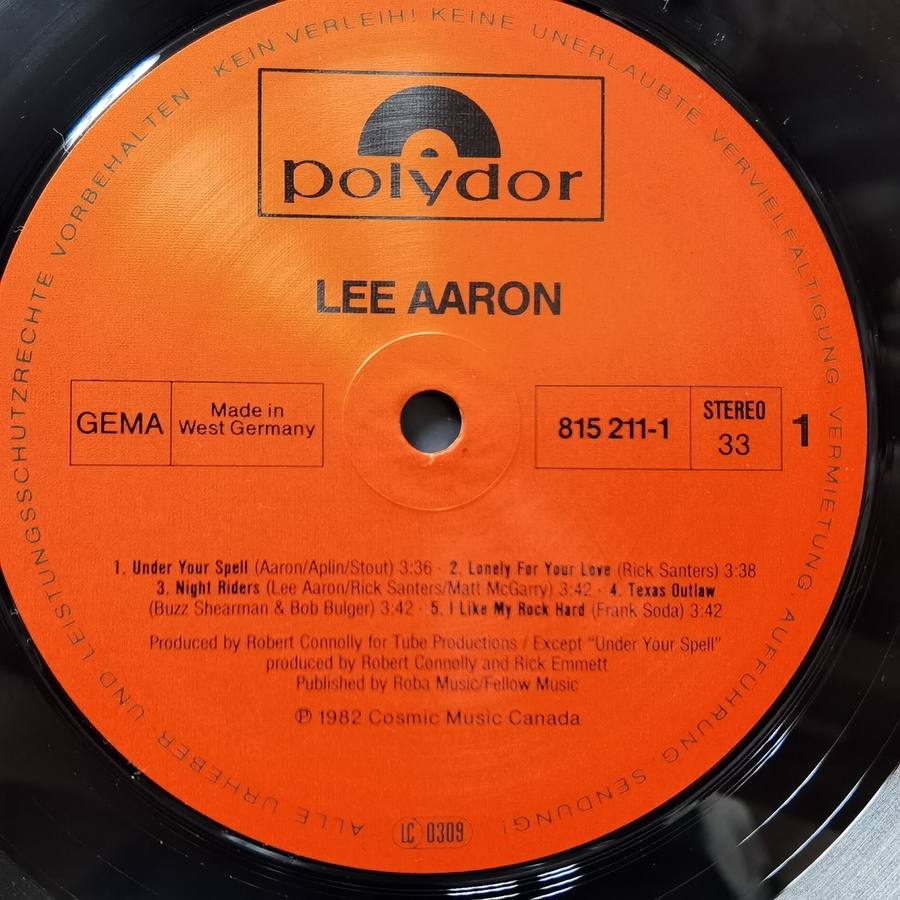 ALLE URHEBER UND LEISTUNGSSCHUTZRECHTE VORBEHALTEN · KEIN VERLEIH! KEINE UNERLAUBTE VERVIELFÄLTIGUNG, VERMIETUNG, AUFFÜHRUNG, SENDUNG!
polydor
LEE AARON
GEMA
Made in
West Germany
815 211-1
STEREO
33
1
1. Under Your Spell (Aaron/Aplin/Stout) 3:36 · 2. Lonely For Your Love (Rick Santers) 3:38
3. Night Riders (Lee Aaron/Rick Santers/Matt McGarry) 3:42 · 4. Texas Outlaw
(Buzz Shearman & Bob Bulger) 3:42 · 5. I Like My Rock Hard (Frank Soda) 3:42
Produced by Robert Connolly for Tube Productions / Except "Under Your Spell"
produced by Robert Connolly and Rick Emmett
Published by Roba Music/Fellow Music
℗ 1982 Cosmic Music Canada
LC 0309